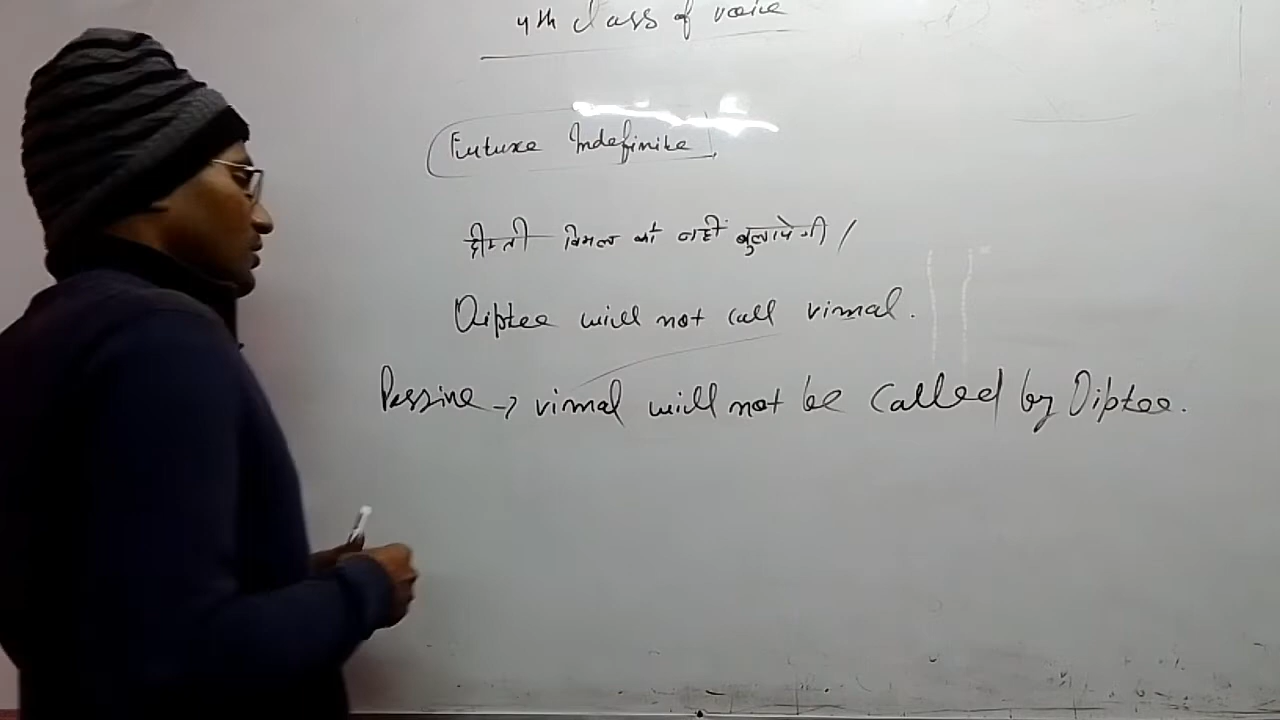 4th class of voice
Future Indefinite
दीप्ती विमल को नहीं बुलायेगी /
Diptee will not call vimal.
Passive → vimal will not be called by Diptee.